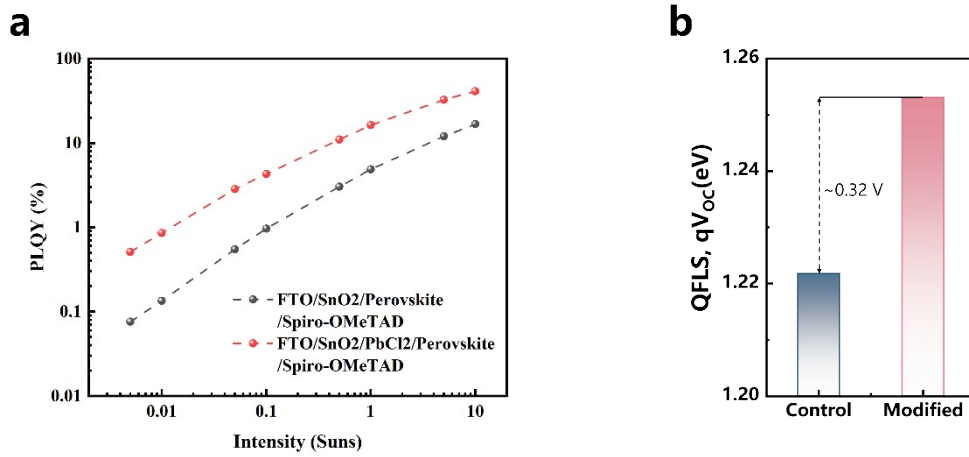 a
100
10
1
0.1
0.01
PLQY (%)
0.01
0.1
1
10
Intensity (Suns)
FTO/SnO2/Perovskite
/Spiro-OMeTAD
FTO/SnO2/PbCl2/Perovskite
/Spiro-OMeTAD
b
1.26
1.24
1.22
1.20
QFLS, qVOC(eV)
~0.32 V
Control
Modified